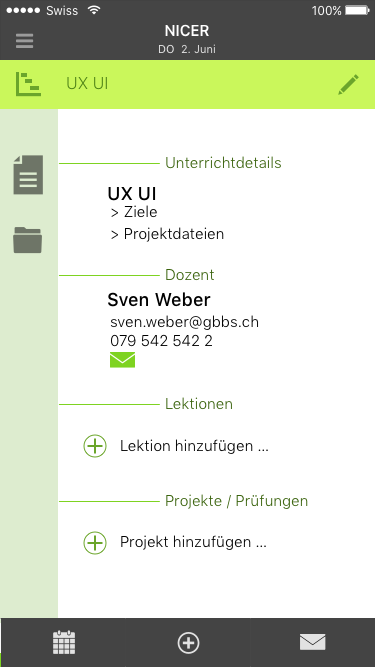 Swiss
100%
NICER
DO 2. Juni
UX UI
Unterrichtdetails
UX UI
> Ziele
> Projektdateien
Dozent
Sven Weber
sven.weber@gbbs.ch
079 542 542 2
Lektionen
Lektion hinzufügen ...
Projekte / Prüfungen
Projekt hinzufügen ...